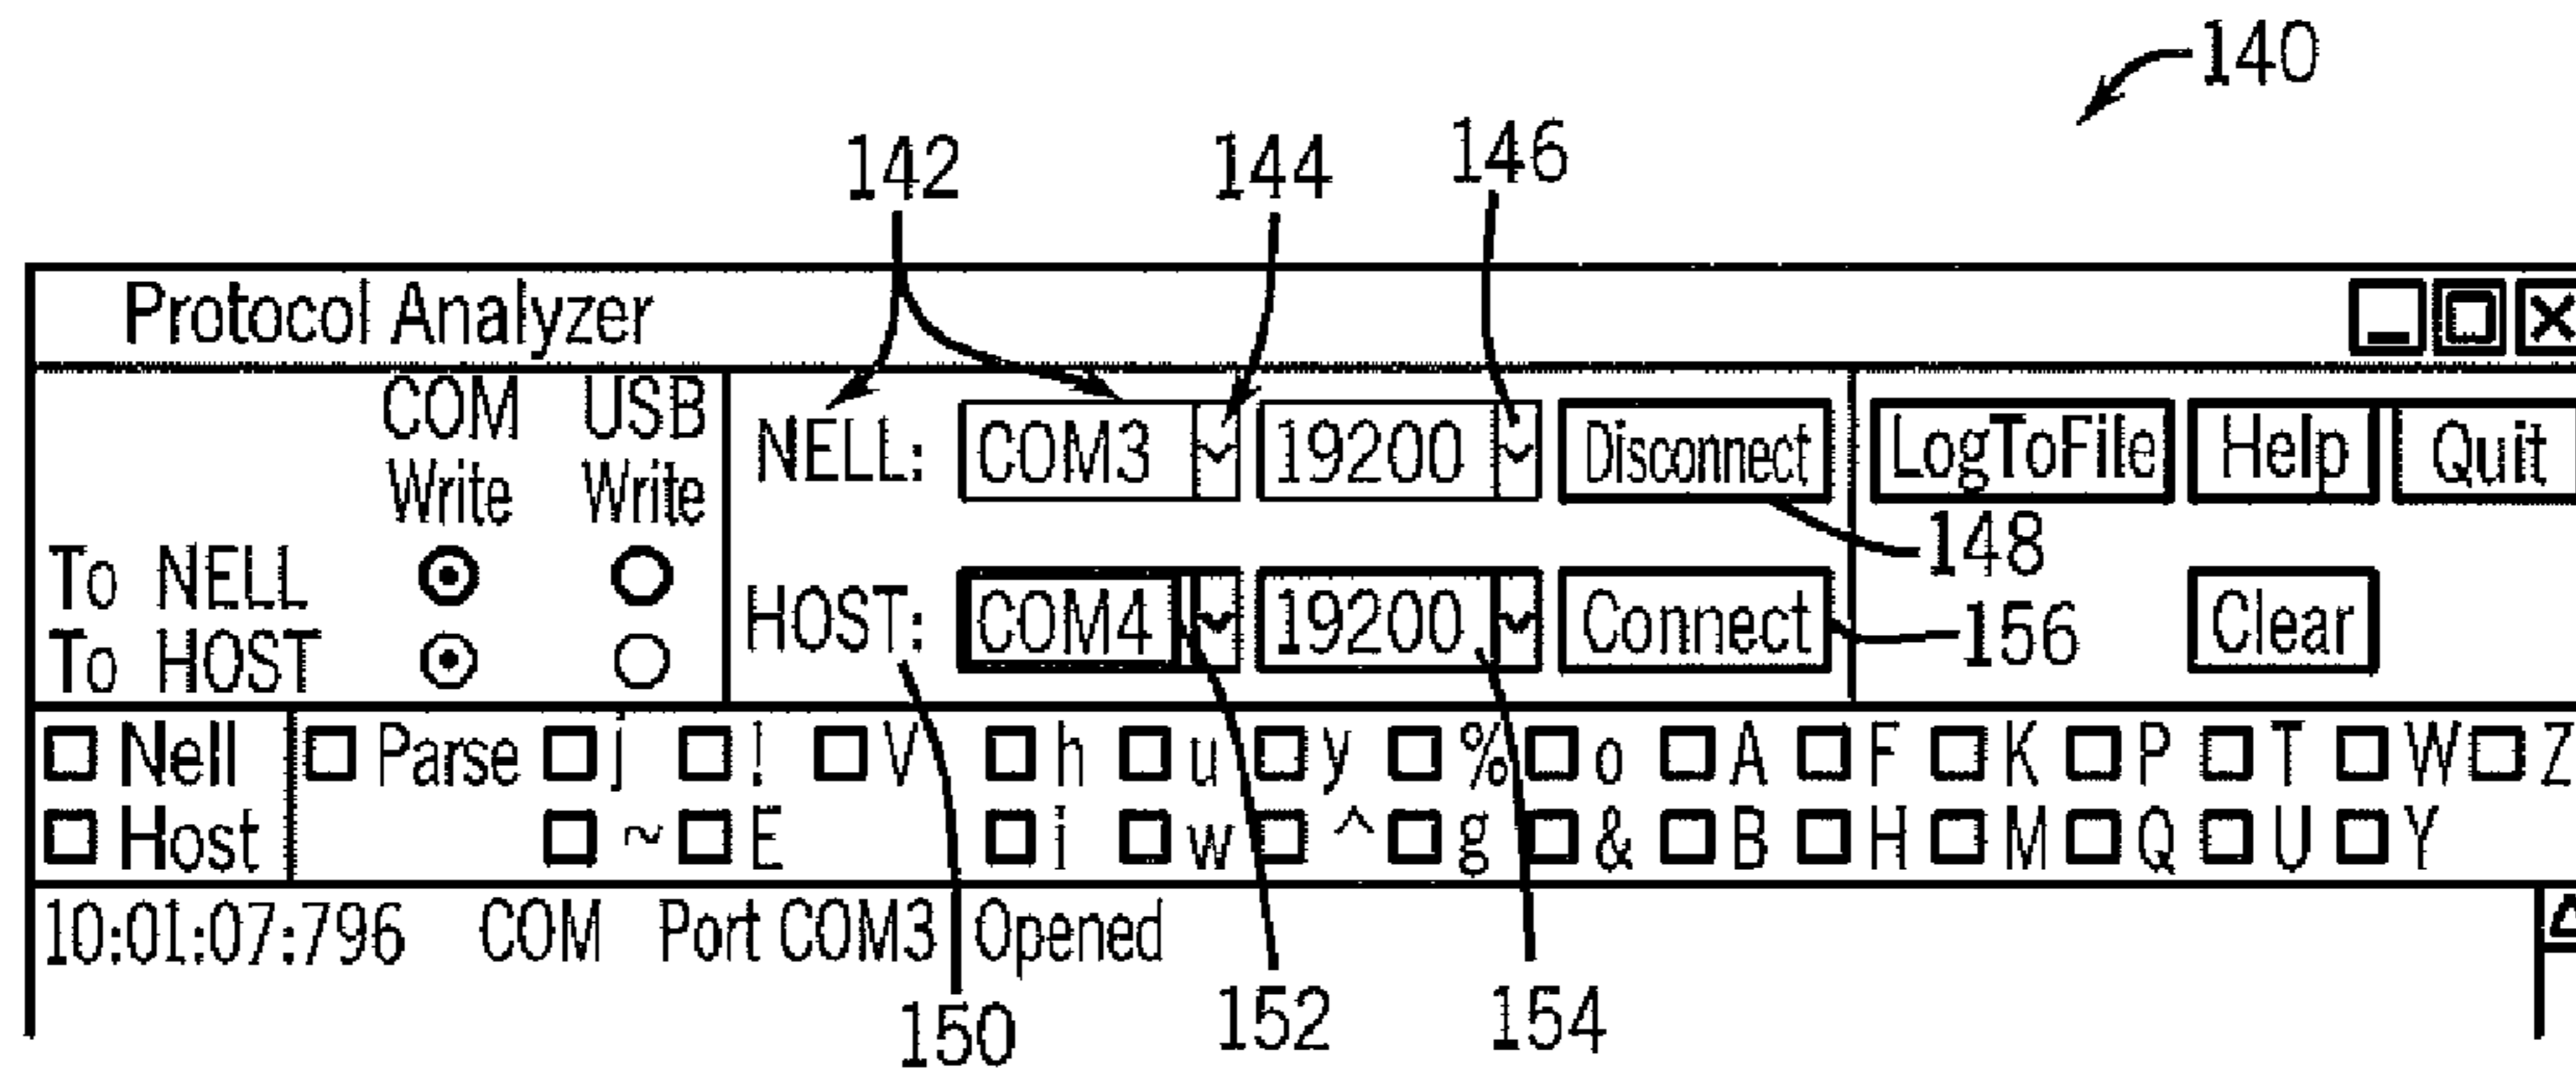 140
142 144 146
Protocol Analyzer
COM USB
Write Write
NELL: COM3 19200 Disconnect LogToFile Help Quit
148
To NELL
HOST: COM4 19200 Connect Clear
156
To HOST
Nell Parse j ! V h u y % o A F K P T W Z
Host ~ E i w ^ g & B H M Q U Y
10:01:07:796 COM Port COM3 Opened
150 152 154